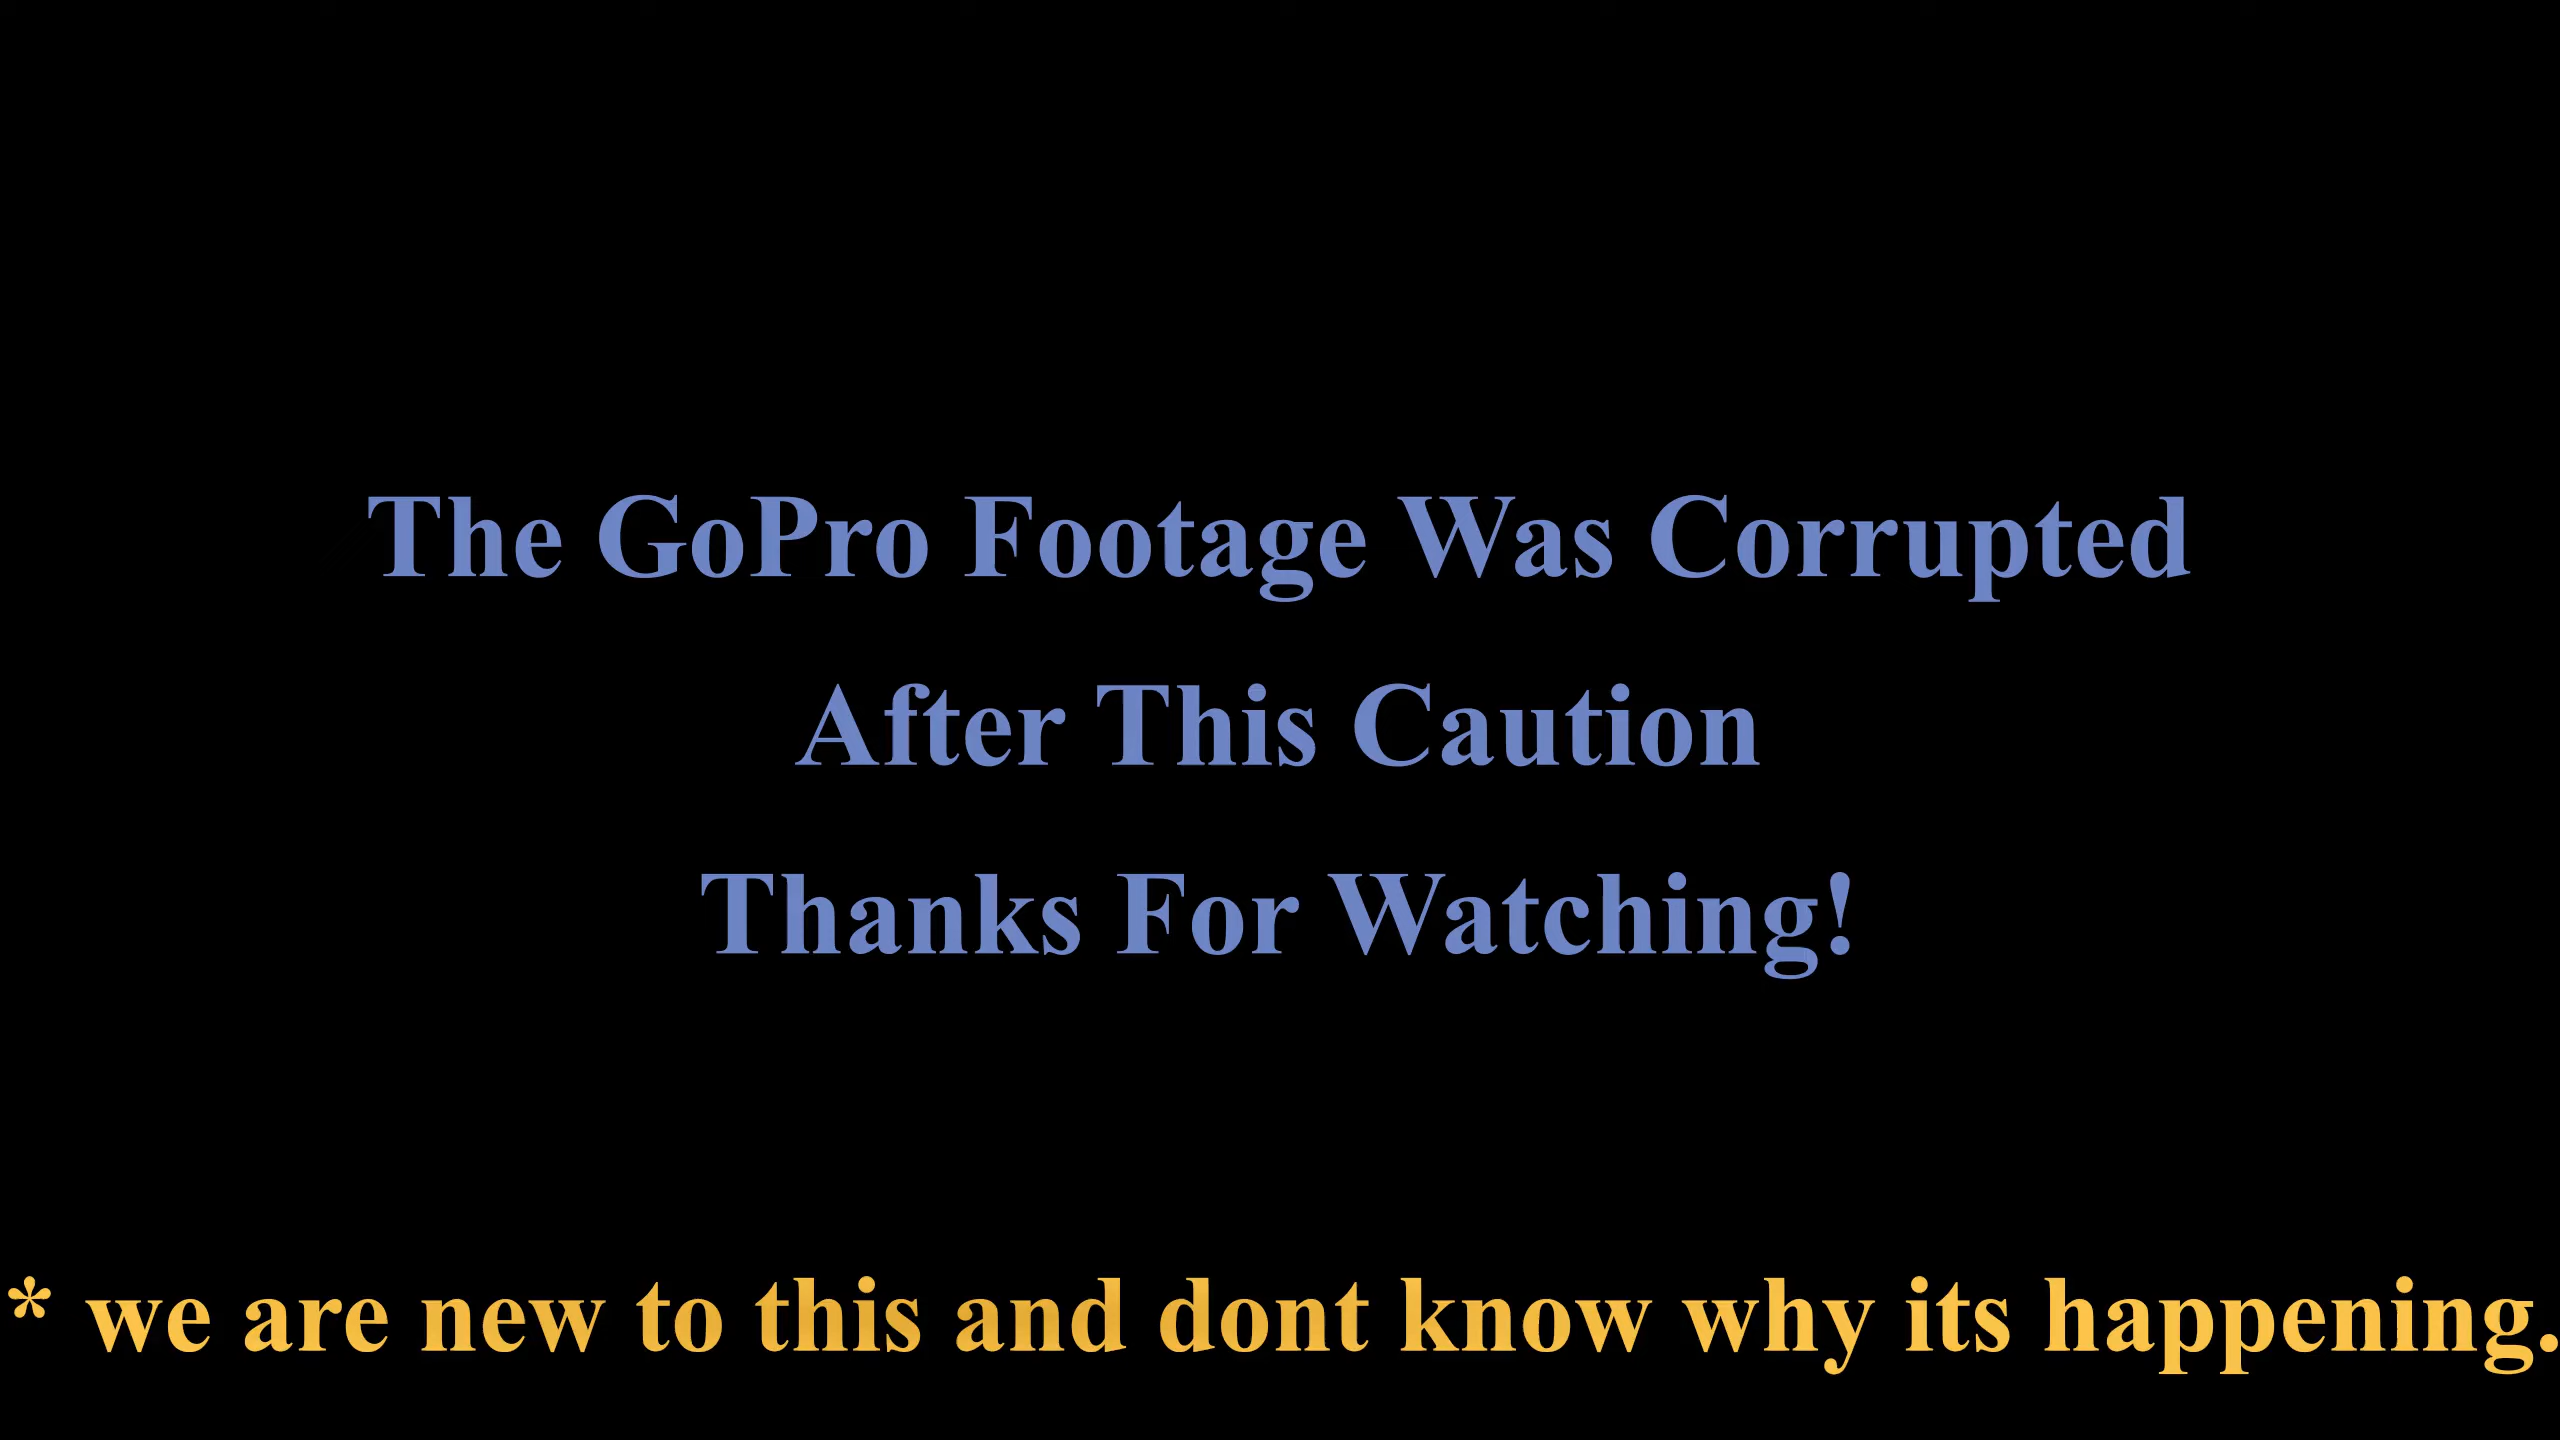 The GoPro Footage Was Corrupted
After This Caution
Thanks For Watching!
* we are new to this and dont know why its happening.